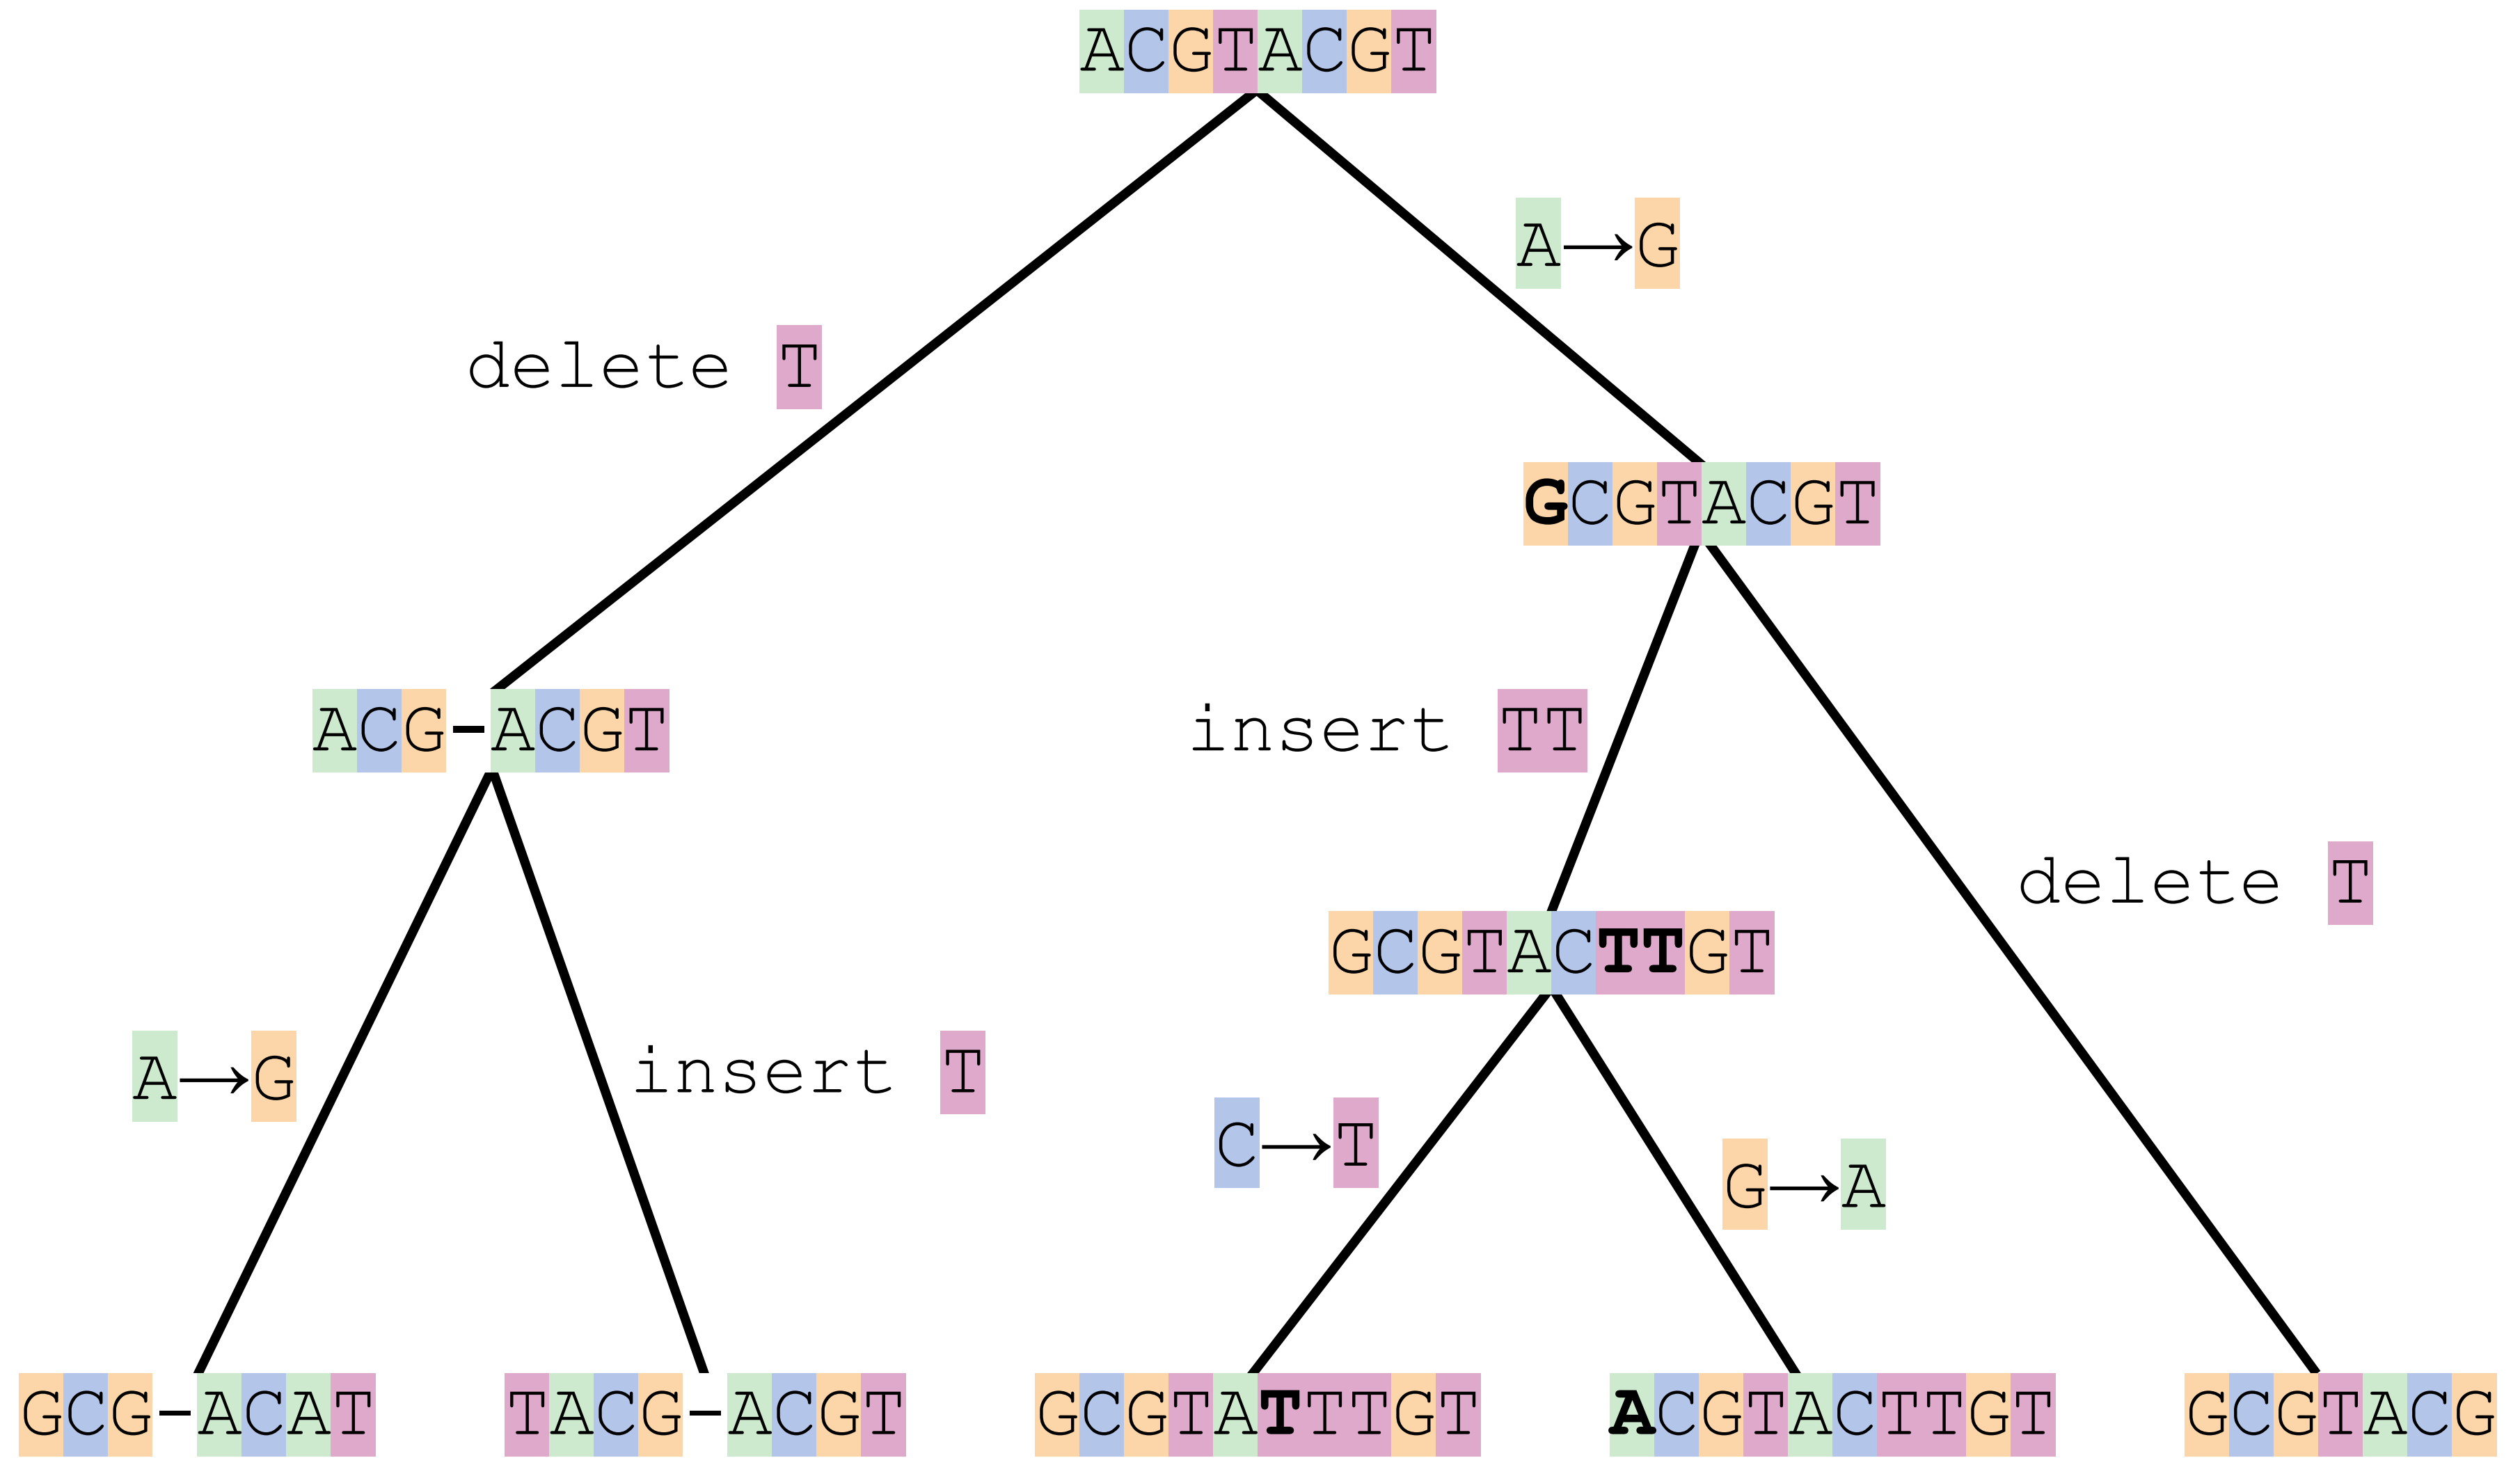 ACGTACGT
A→G
delete T
GCGTACGT
ACG-ACGT
insert TT
delete T
GCGTACTTGT
A→G
insert T
C→T
G→A
GCG-ACAT
TACG-ACGT
GCGTATTTGT
ACGTACTTGT
GCGTACG